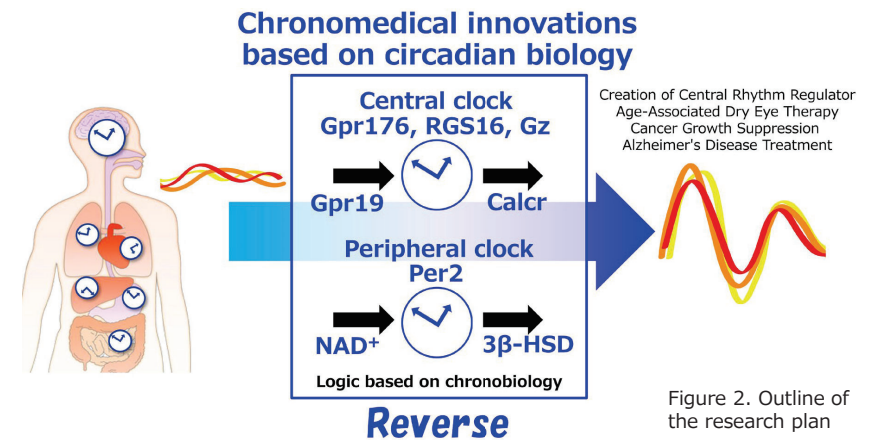 Chronomedical innovations
based on circadian biology
Central clock
Gpr176, RGS16, Gz
Gpr19
Calcr
Peripheral clock
Per2
NAD⁺
3β-HSD
Logic based on chronobiology
Reverse
Creation of Central Rhythm Regulator
Age-Associated Dry Eye Therapy
Cancer Growth Suppression
Alzheimer's Disease Treatment
Figure 2. Outline of
the research plan